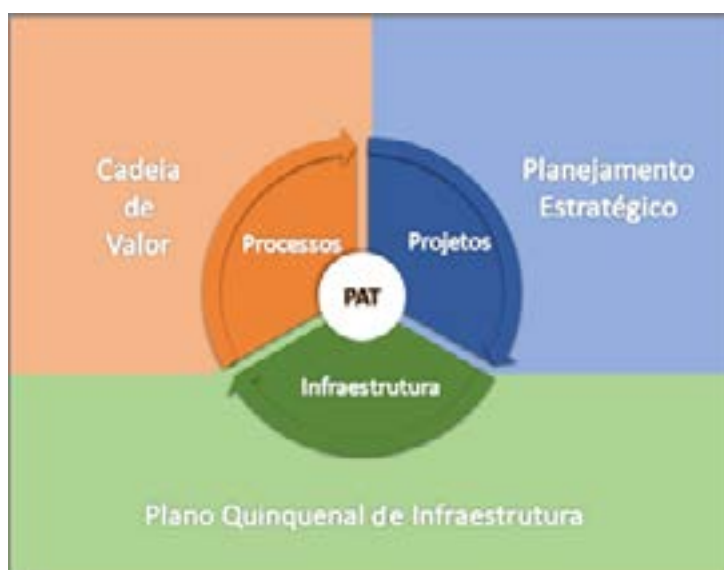 Cadeia
de
Valor
Planejamento
Estratégico
Processos
Projetos
PAT
Infraestrutura
Plano Quinquenal de Infraestrutura